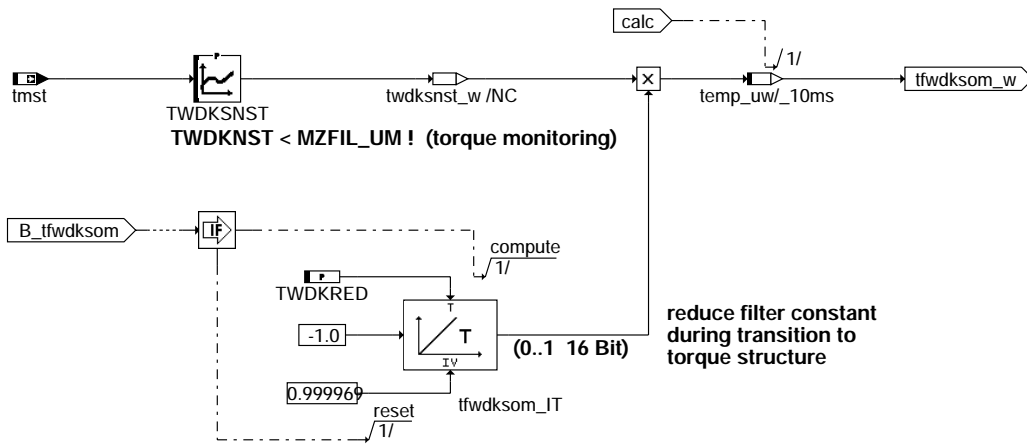 calc
1/
P
tmst
TWDKSNST
twdksnst_w /NC
temp_uw/_10ms
tfwdksom_w
TWDKNST < MZFIL_UM ! (torque monitoring)
B_tfwdksom
IF
compute
1/
P
TWDKRED
T
T
-1.0
IV
(0..1 16 Bit)
reduce filter constant
during transition to
torque structure
0.999969
tfwdksom_IT
reset
1/